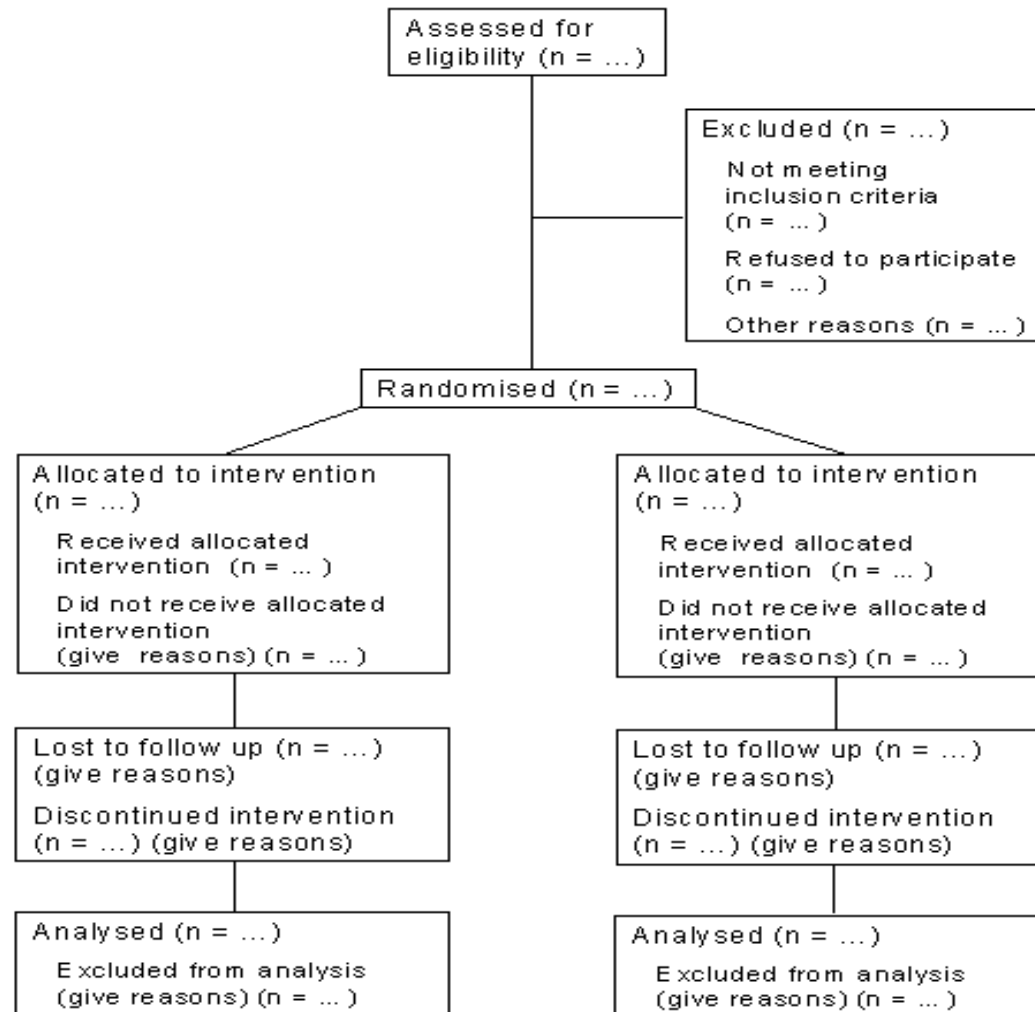 Assessed for
eligibility (n = ...)
Excluded (n = ...)
Not meeting
inclusion criteria
(n = ... )
Refused to participate
(n = ... )
Other reasons (n = ... )
Randomised (n = ...)
Allocated to intervention
(n = ...)
Received allocated
intervention (n = ... )
Did not receive allocated
intervention
(give reasons) (n = ... )
Allocated to intervention
(n = ...)
Received allocated
intervention (n = ... )
Did not receive allocated
intervention
(give reasons) (n = ... )
Lost to follow up (n = ...)
(give reasons)
Discontinued intervention
(n = ...) (give reasons)
Lost to follow up (n = ...)
(give reasons)
Discontinued intervention
(n = ...) (give reasons)
Analysed (n = ...)
Excluded from analysis
(give reasons) (n = ... )
Analysed (n = ...)
Excluded from analysis
(give reasons) (n = ... )